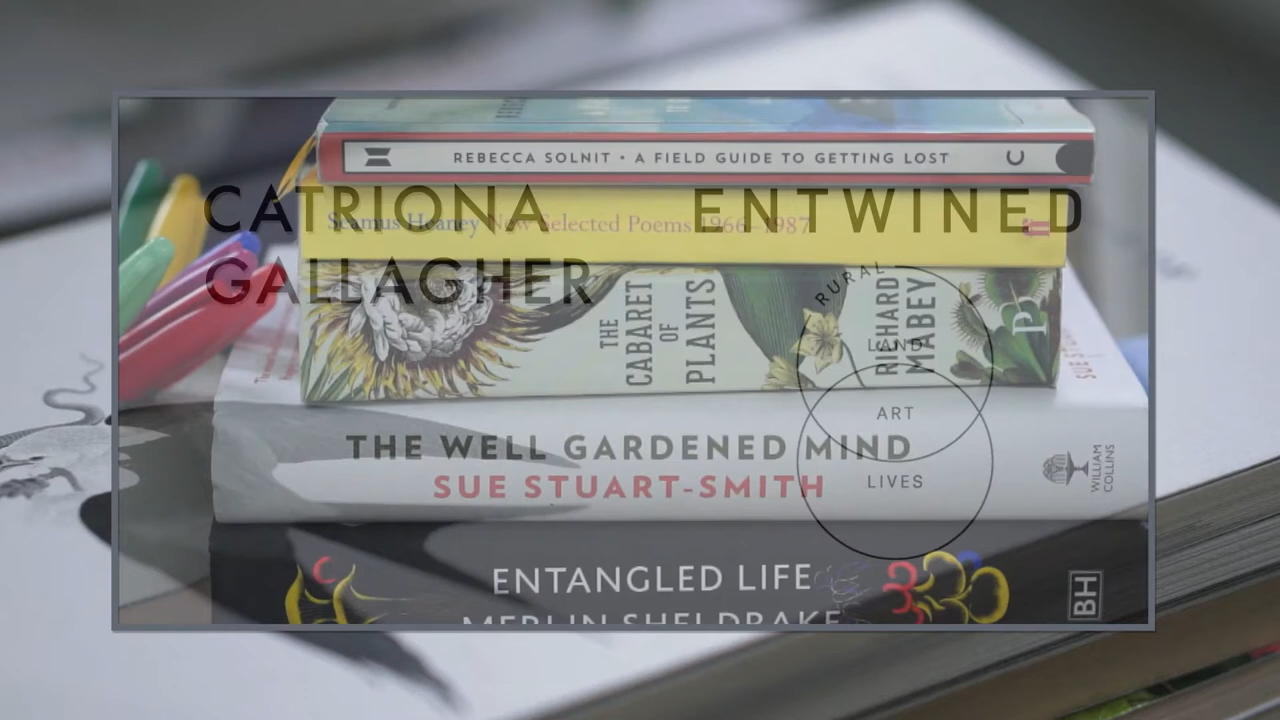 REBECCA SOLNIT • A FIELD GUIDE TO GETTING LOST
CATRIONA
GALLAGHER
ENTWINED
Seamus Heaney New Selected Poems 1966–1987
THE
CABARET
OF
PLANTS
RICHARD
MABEY
RURAL
LAND
ART
LIVES
THE WELL GARDENED MIND
SUE STUART-SMITH
WILLIAM
COLLINS
ENTANGLED LIFE
MERLIN SHELDRAKE
BH